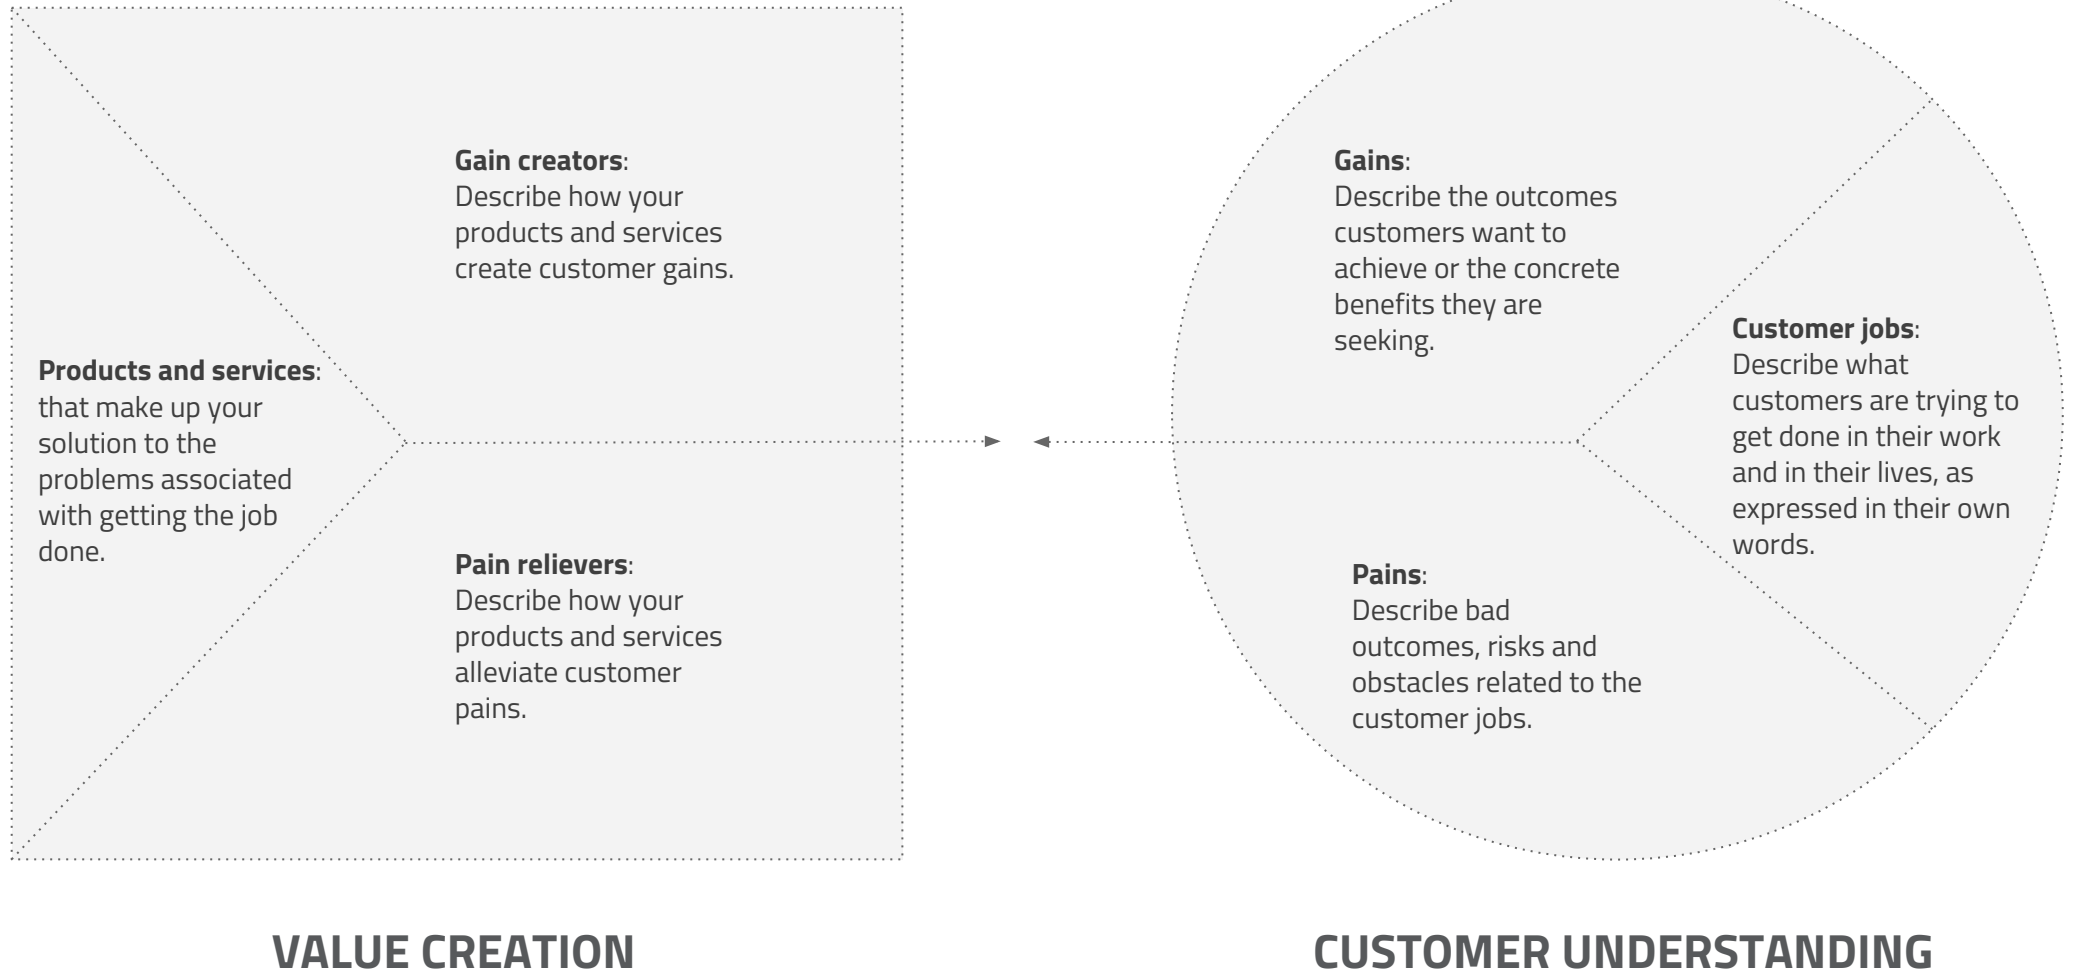 Gain creators:
Describe how your
products and services
create customer gains.
Products and services:
that make up your
solution to the
problems associated
with getting the job
done.
Pain relievers:
Describe how your
products and services
alleviate customer
pains.
VALUE CREATION
Gains:
Describe the outcomes
customers want to
achieve or the concrete
benefits they are
seeking.
Customer jobs:
Describe what
customers are trying to
get done in their work
and in their lives, as
expressed in their own
words.
Pains:
Describe bad
outcomes, risks and
obstacles related to the
customer jobs.
CUSTOMER UNDERSTANDING